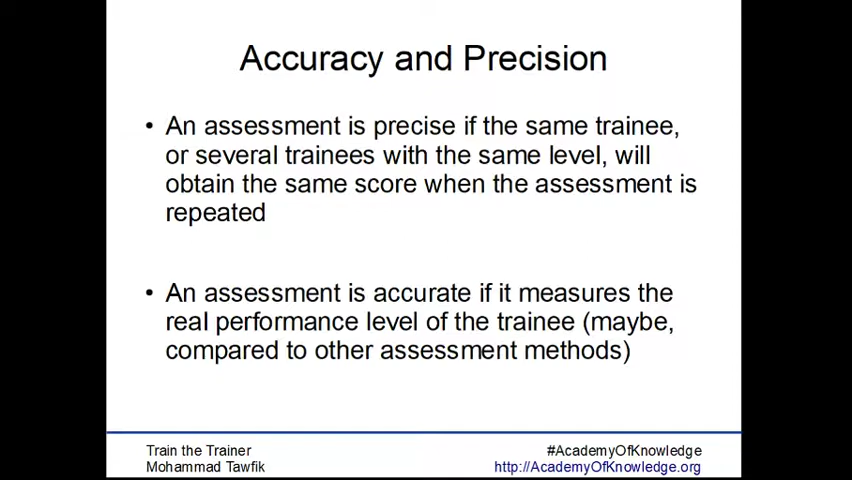 Accuracy and Precision
• An assessment is precise if the same trainee,
or several trainees with the same level, will
obtain the same score when the assessment is
repeated
• An assessment is accurate if it measures the
real performance level of the trainee (maybe,
compared to other assessment methods)
Train the Trainer
Mohammad Tawfik
#AcademyOfKnowledge
http://AcademyOfKnowledge.org